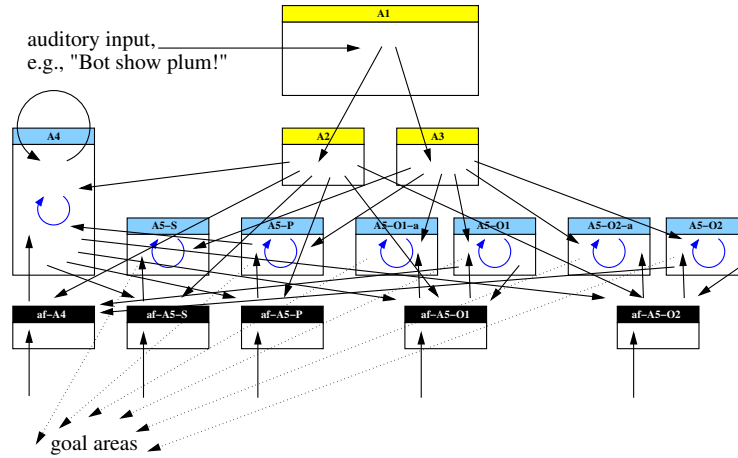 A1
auditory input,
e.g., "Bot show plum!"
A4
A2
A3
A5-S
A5-P
A5-O1-a
A5-O1
A5-O2-a
A5-O2
af-A4
af-A5-S
af-A5-P
af-A5-O1
af-A5-O2
goal areas